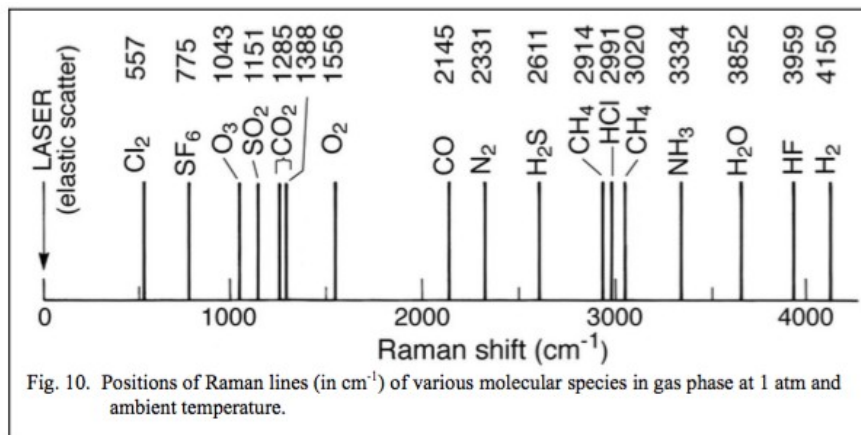 557 775 1043 1151 1285 1388 1556 2145 2331 2611 2914 2991 3020 3334 3852 3959 4150
LASER
(elastic scatter)
Cl₂ SF₆ O₃ SO₂ CO₂ O₂ CO N₂ H₂S CH₄ HCl CH₄ NH₃ H₂O HF H₂
0 1000 2000 3000 4000
Raman shift (cm⁻¹)
Fig. 10. Positions of Raman lines (in cm⁻¹) of various molecular species in gas phase at 1 atm and
ambient temperature.